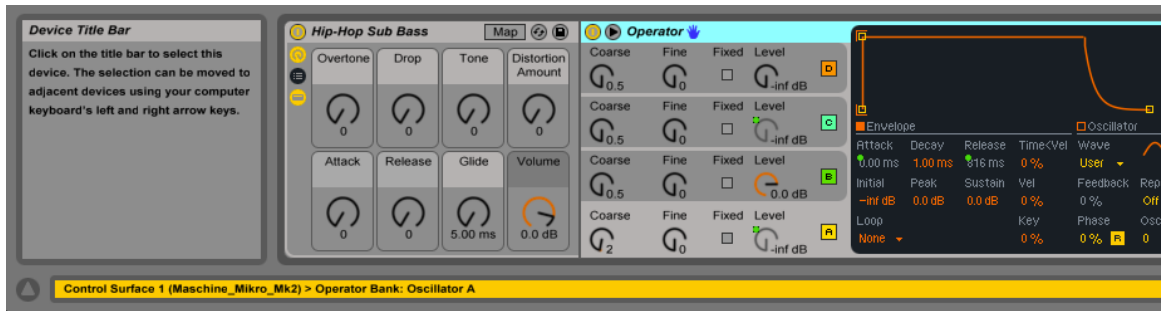 Device Title Bar
Click on the title bar to select this
device. The selection can be moved to
adjacent devices using your computer
keyboard's left and right arrow keys.
Hip-Hop Sub Bass
Map
Overtone
Drop
Tone
Distortion
Amount
0
0
0
0
Attack
Release
Glide
Volume
0
0
5.00 ms
0.0 dB
Operator
Coarse Fine Fixed Level
0.5 0 -inf dB D
Coarse Fine Fixed Level
0.5 0 -inf dB C
Coarse Fine Fixed Level
0.5 0 0.0 dB B
Coarse Fine Fixed Level
2 0 -inf dB A
Envelope Oscillator
Attack Decay Release Time<Vel Wave
0.00 ms 1.00 ms 816 ms 0 % User
Initial Peak Sustain Vel Feedback Rep
-inf dB 0.0 dB 0.0 dB 0 % 0 % Off
Loop Key Phase Osc
None 0 % 0 % R 0
Control Surface 1 (Maschine_Mikro_Mk2) > Operator Bank: Oscillator A